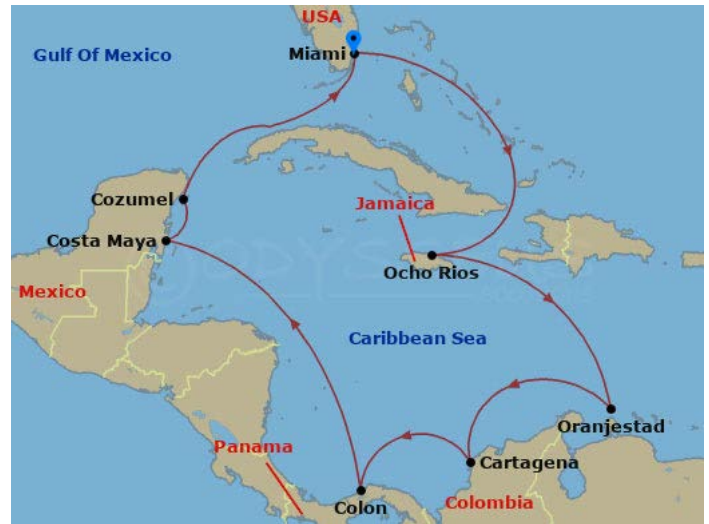 USA
Gulf Of Mexico
Miami
Cozumel
Jamaica
Costa Maya
Ocho Rios
Mexico
Caribbean Sea
Oranjestad
Panama
Cartagena
Colombia
Colon